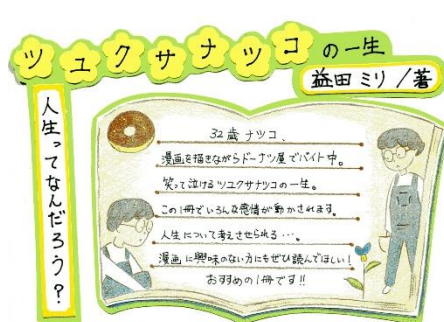 ツユクサナツコの一生
益田ミリ/著
人生ってなんだろう?
32歳 ナツコ、
漫画を描きながらドーナツ屋でバイト中。
笑って泣けるツユクサナツコの一生。
この1冊でいろんな感情が動かされます。
人生について考えさせられる…。
漫画に興味のない方にもぜひ読んでほしい!
おすすめの1冊です!!